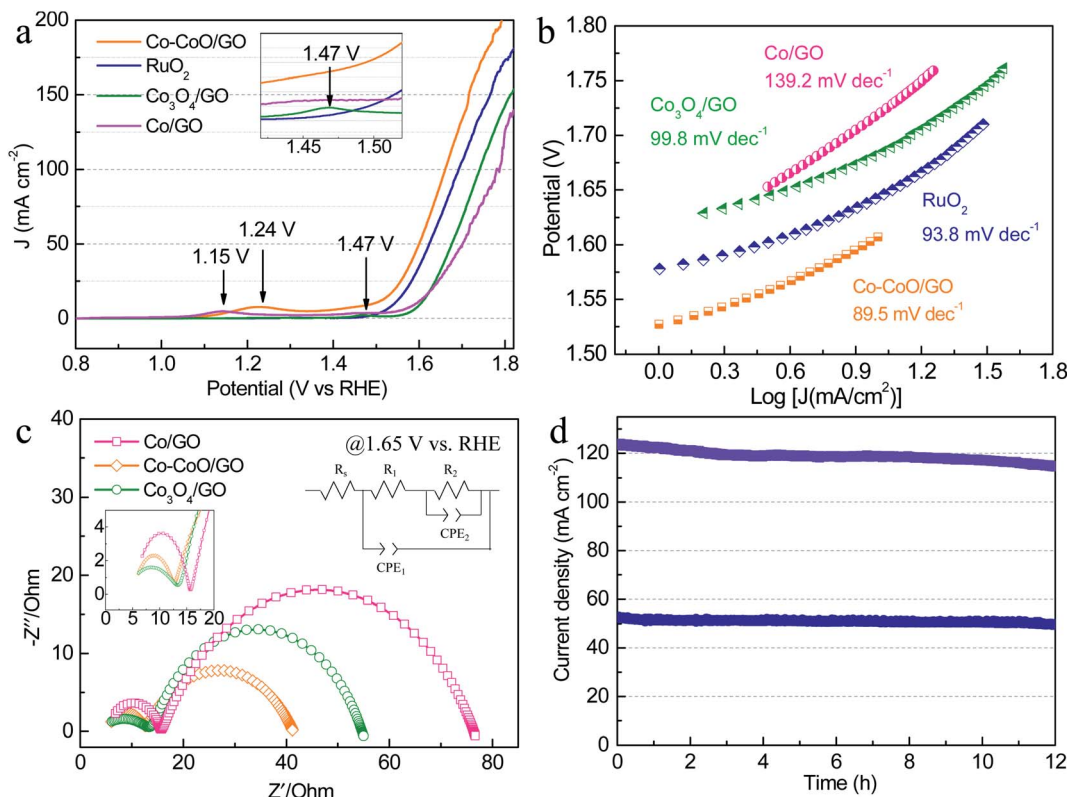 a
200
150
100
50
0
J (mA cm⁻²)
Co-CoO/GO
RuO₂
Co₃O₄/GO
Co/GO
1.47 V
1.45 1.50
1.15 V
1.24 V
1.47 V
0.8 1.0 1.2 1.4 1.6 1.8
Potential (V vs RHE)
b
1.80
1.75
1.70
1.65
1.60
1.55
1.50
Potential (V)
Co/GO
139.2 mV dec⁻¹
Co₃O₄/GO
99.8 mV dec⁻¹
RuO₂
93.8 mV dec⁻¹
Co-CoO/GO
89.5 mV dec⁻¹
0.0 0.3 0.6 0.9 1.2 1.5 1.8
Log [J(mA/cm²)]
c
-40
-30
-20
-10
0
-Z″/Ohm
Co/GO
Co-CoO/GO
Co₃O₄/GO
@1.65 V vs. RHE
Rₛ R₁ R₂
CPE₂
CPE₁
4
2
0
0 5 10 15 20
0 20 40 60 80
Z′/Ohm
d
120
100
80
60
40
20
0
Current density (mA cm⁻²)
0 2 4 6 8 10 12
Time (h)